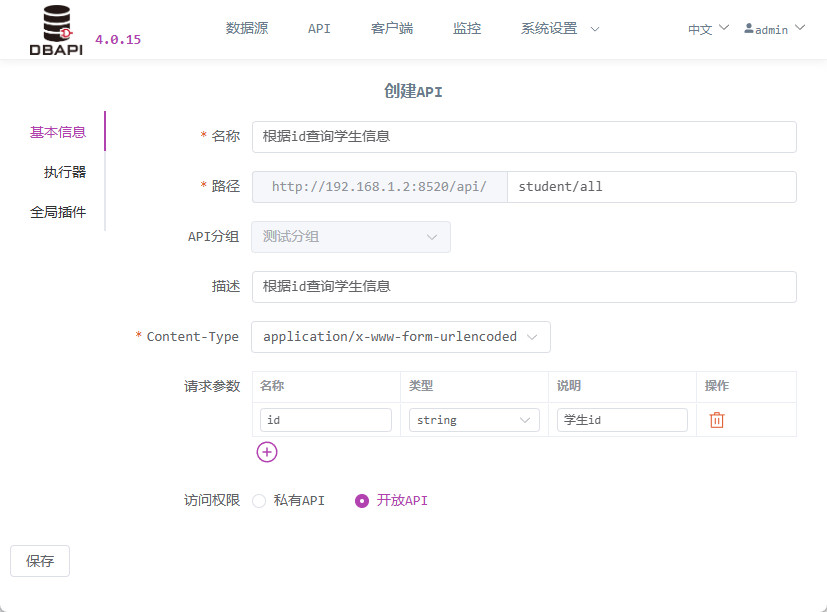 DBAPI 4.0.15 数据源 API 客户端 监控 系统设置 中文 admin
创建API
基本信息
执行器
全局插件
* 名称 根据id查询学生信息
* 路径 http://192.168.1.2:8520/api/ student/all
API分组 测试分组
描述 根据id查询学生信息
* Content-Type application/x-www-form-urlencoded
请求参数 名称 类型 说明 操作
id string 学生id
访问权限 私有API 开放API
保存